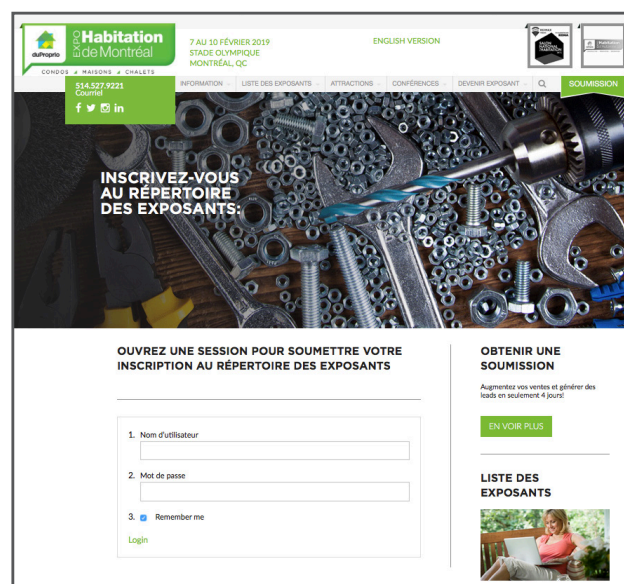 duProprio
EXPO Habitation
de Montréal
CONDOS MAISONS CHALETS
7 AU 10 FÉVRIER 2019
STADE OLYMPIQUE
MONTRÉAL, QC
ENGLISH VERSION
SALON
NATIONAL
HABITATION
514.527.9221
Courriel
INFORMATION
LISTE DES EXPOSANTS
ATTRACTIONS
CONFÉRENCES
DEVENIR EXPOSANT
SOUMISSION
INSCRIVEZ-VOUS
AU RÉPERTOIRE
DES EXPOSANTS:
OUVREZ UNE SESSION POUR SOUMETTRE VOTRE
INSCRIPTION AU RÉPERTOIRE DES EXPOSANTS
1. Nom d'utilisateur
2. Mot de passe
3. Remember me
Login
OBTENIR UNE
SOUMISSION
Augmentez vos ventes et générer des
leads en seulement 4 jours!
EN VOIR PLUS
LISTE DES
EXPOSANTS